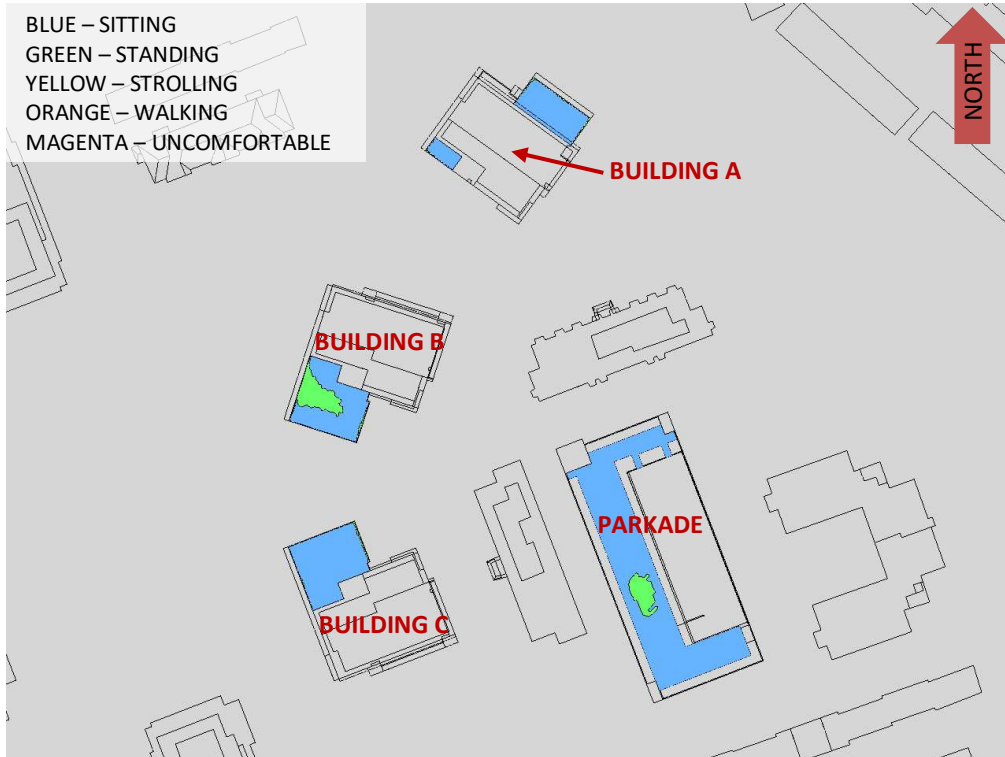 BLUE – SITTING
GREEN – STANDING
YELLOW – STROLLING
ORANGE – WALKING
MAGENTA – UNCOMFORTABLE
NORTH
BUILDING A
BUILDING B
PARKADE
BUILDING C